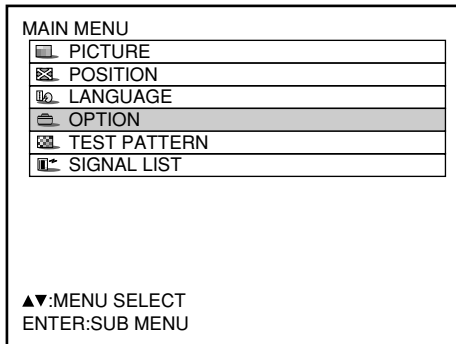 MAIN MENU
PICTURE
POSITION
LANGUAGE
OPTION
TEST PATTERN
SIGNAL LIST
▲▼:MENU SELECT
ENTER:SUB MENU